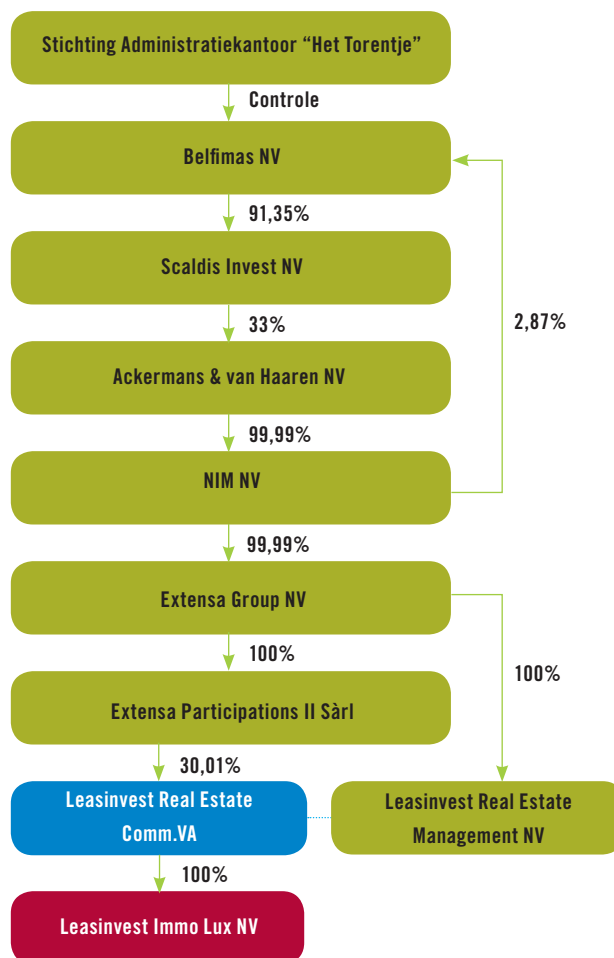 Stichting Administratiekantoor “Het Torentje”
Controle
Belfimas NV
91,35%
Scaldis Invest NV
33%
2,87%
Ackermans & van Haaren NV
99,99%
NIM NV
99,99%
Extensa Group NV
100%
100%
Extensa Participations II Sàrl
30,01%
Leasinvest Real Estate
Comm.VA
Leasinvest Real Estate
Management NV
100%
Leasinvest Immo Lux NV